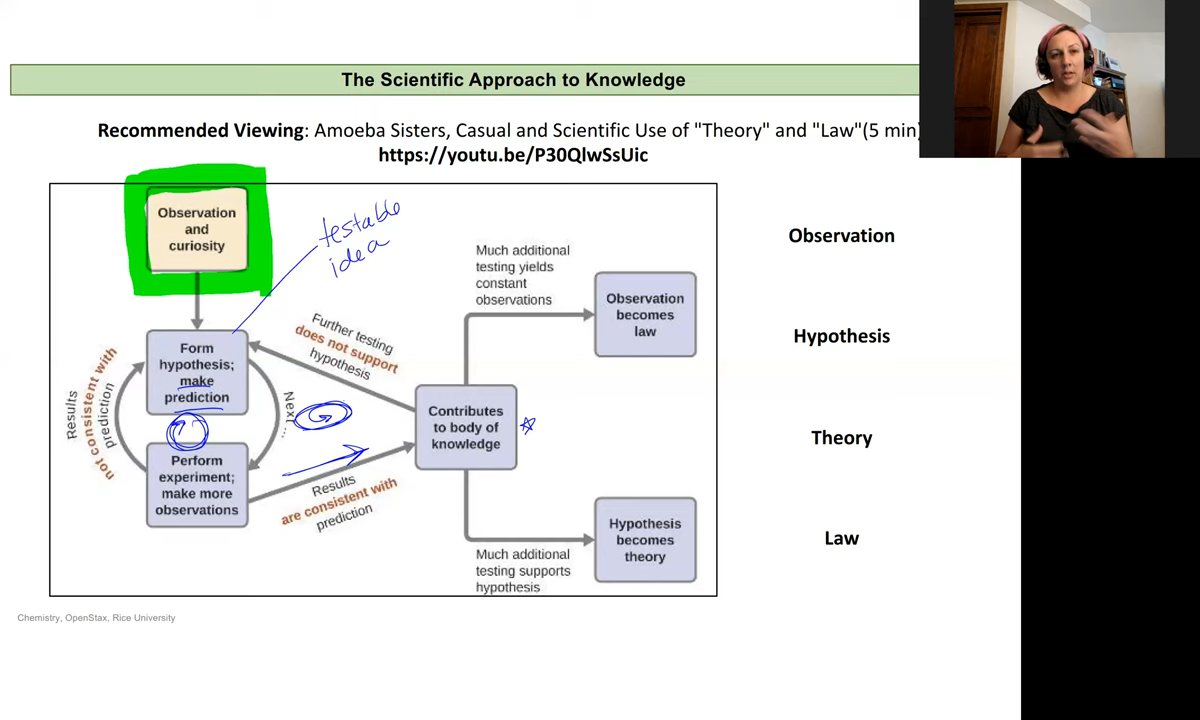 The Scientific Approach to Knowledge
Recommended Viewing: Amoeba Sisters, Casual and Scientific Use of "Theory" and "Law"(5 min)
https://youtu.be/P30QlwSsUic
Observation
and
curiosity
testable
idea
Form
hypothesis;
make
prediction
Results
not consistent with
prediction
Next ...
Perform
experiment;
make more
observations
Further testing
does not support
hypothesis
Results
are consistent with
prediction
Contributes
to body of
knowledge
Much additional
testing yields
constant
observations
Observation
becomes
law
Much additional
testing supports
hypothesis
Hypothesis
becomes
theory
Observation
Hypothesis
Theory
Law
Chemistry, OpenStax, Rice University